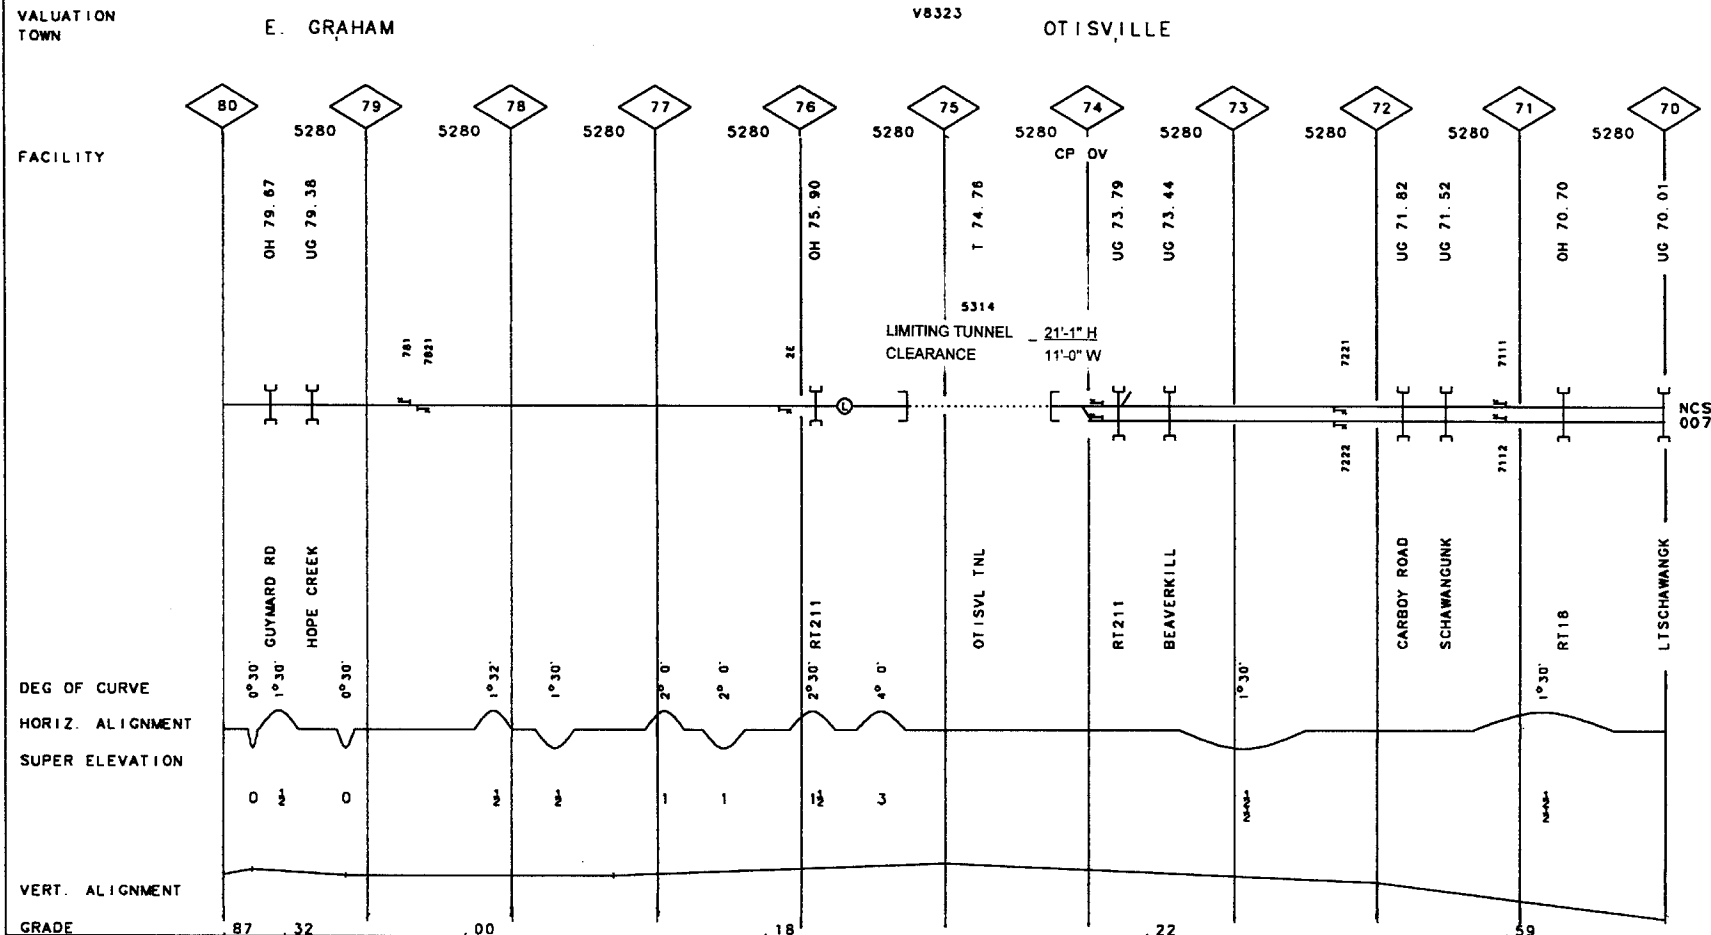 VALUATION V8323
TOWN E. GRAHAM OTISVILLE
80 79 78 77 76 75 74 73 72 71 70
5280 5280 5280 5280 5280 5280 5280 5280 5280 5280
FACILITY CP OV
OH 79.67
UG 79.38
OH 75.90
T 74.76
UG 73.79
UG 73.44
UG 71.82
UG 71.52
OH 70.70
UG 70.01
5314
LIMITING TUNNEL 21'-1" H
CLEARANCE 11'-0" W
781
7821
2E
7221
7111
L
NCS
007
7222
7112
GUYMARD RD
HOPE CREEK
RT211
OTISVL TNL
RT211
BEAVERKILL
CARBOY ROAD
SCHAWANGUNK
RT18
LTSCHAWANGK
DEG OF CURVE 0°30' 1°30' 0°30' 1°32' 1°30' 2° 0' 2° 0' 2°30' 4° 0' 1°30' 1°30'
HORIZ. ALIGNMENT
SUPER ELEVATION
0 ½ 0 ½ ½ 1 1 1½ 3
VERT. ALIGNMENT
GRADE .87 .32 .00 .18 .22 .59